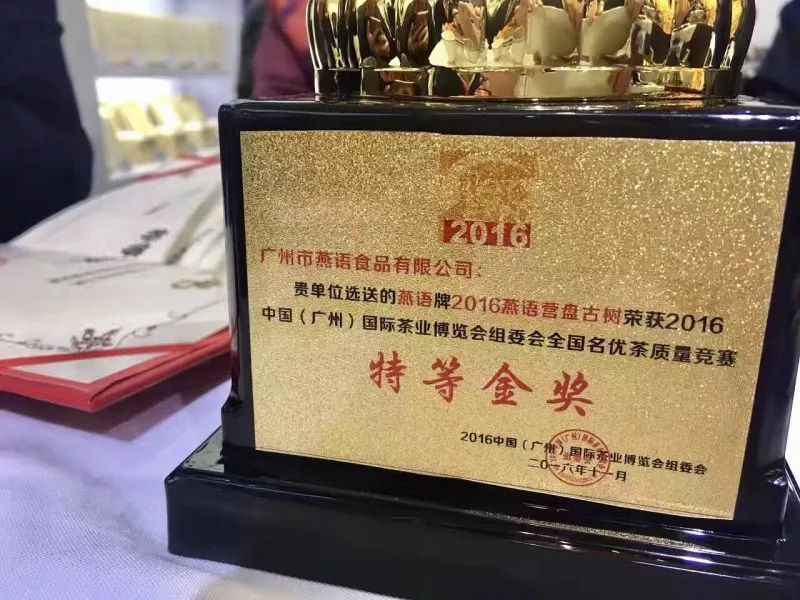 2016
广州市燕语食品有限公司：
贵单位选送的燕语牌2016燕语营盘古树荣获2016
中国（广州）国际茶业博览会组委会全国名优茶质量竞赛
特等金奖
2016中国（广州）国际茶业博览会组委会
二〇一六年十一月